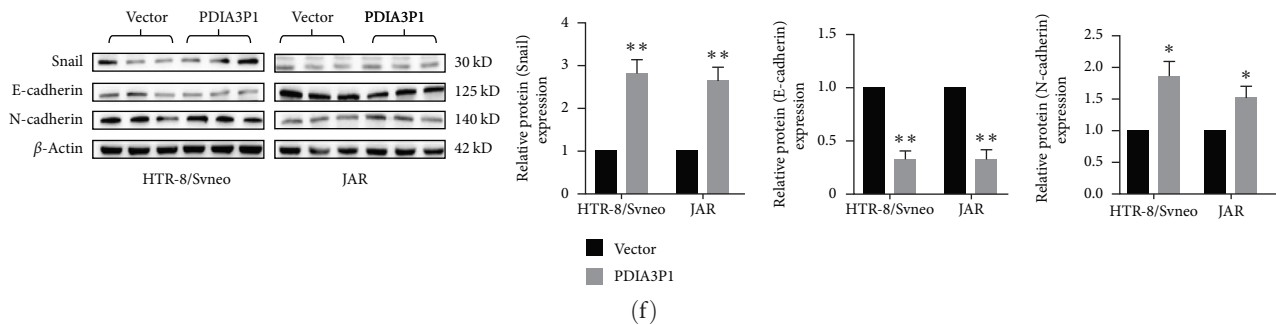 Vector PDIA3P1 Vector PDIA3P1
Snail 30 kD
E-cadherin 125 kD
N-cadherin 140 kD
β-Actin 42 kD
HTR-8/Svneo JAR
Relative protein (Snail)
expression
4
3
2
1
0
**
**
HTR-8/Svneo JAR
Relative protein (E-cadherin)
expression
1.5
1.0
0.5
0
**
**
HTR-8/Svneo JAR
Relative protein (N-cadherin)
expression
2.5
2.0
1.5
1.0
0.5
0.0
*
*
HTR-8/Svneo JAR
Vector
PDIA3P1
(f)